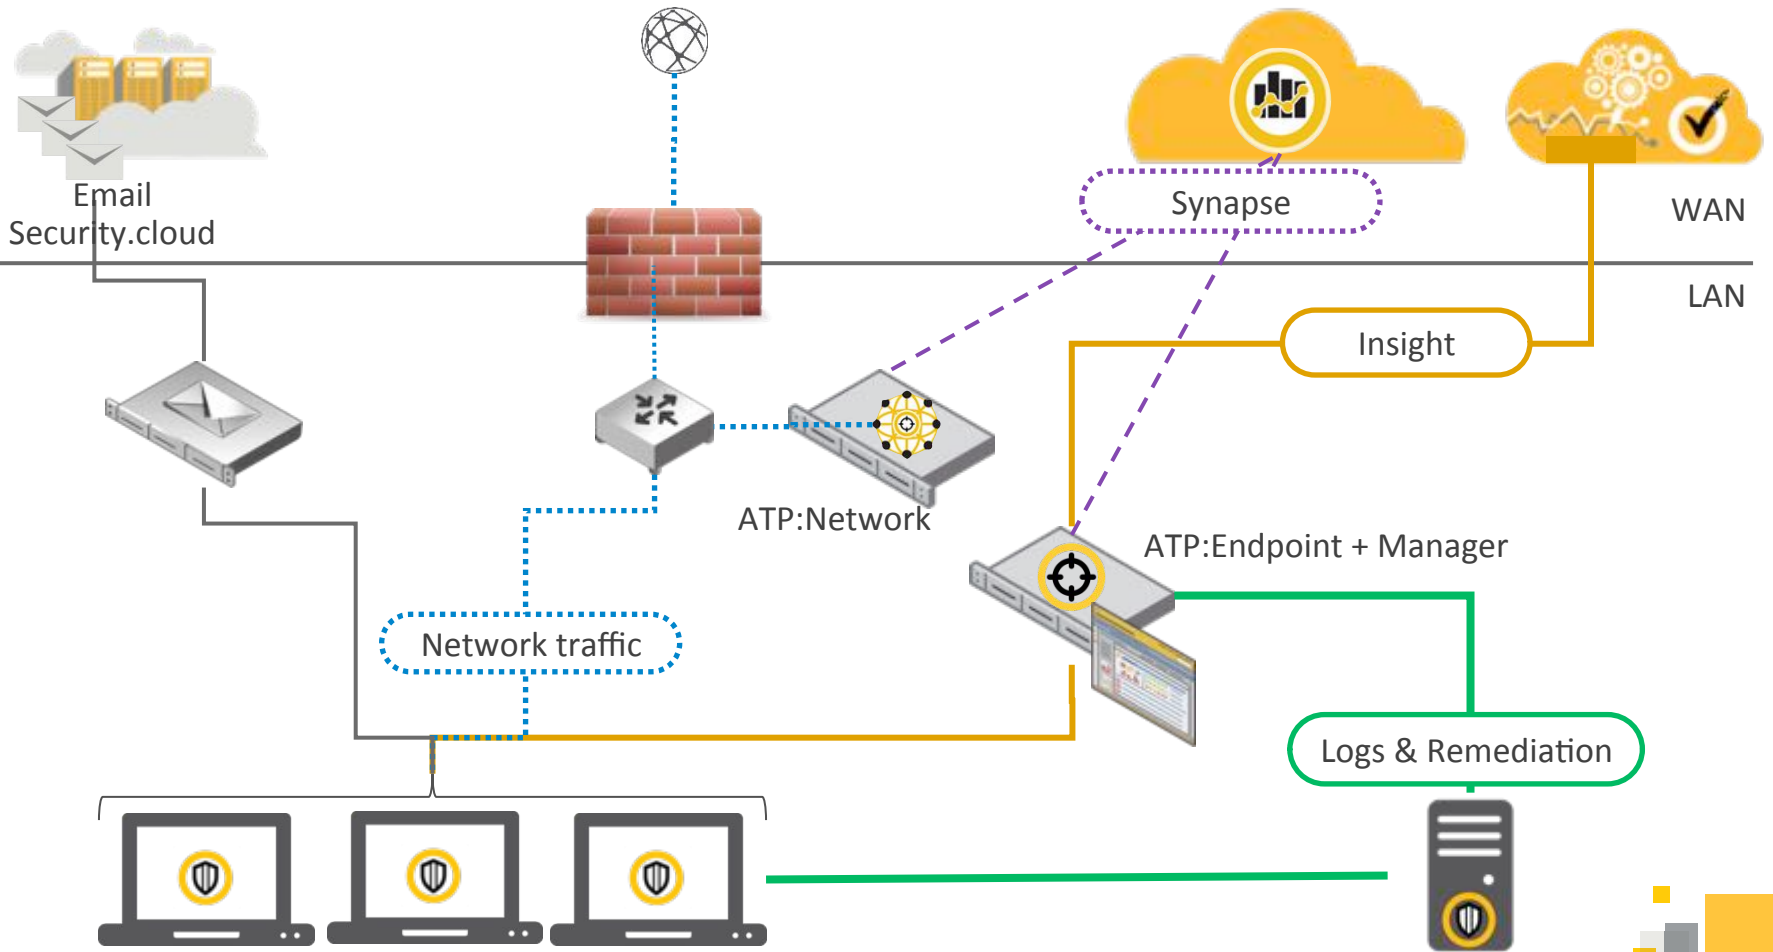 Email
Security.cloud
Synapse
WAN
LAN
Insight
ATP:Network
ATP:Endpoint + Manager
Network traffic
Logs & Remediation